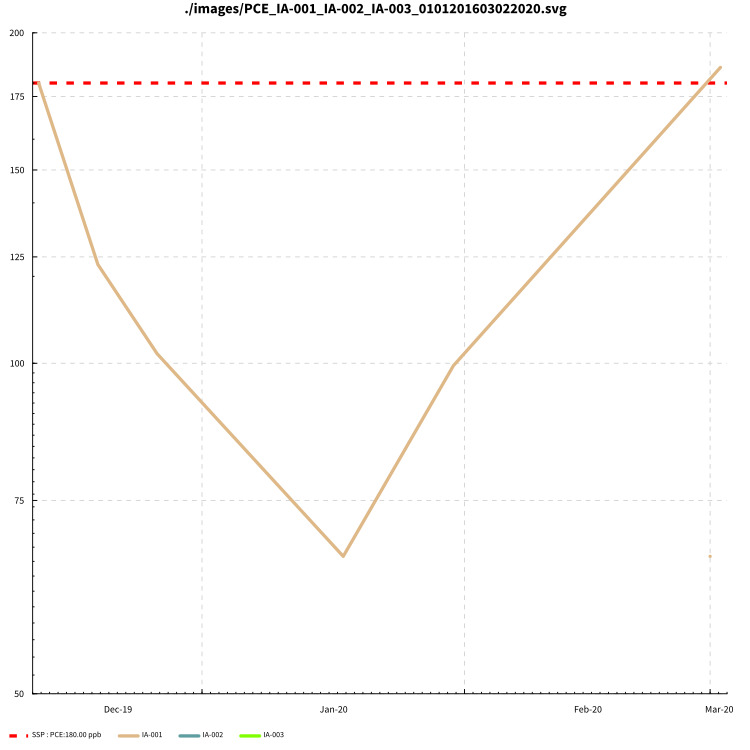 ./images/PCE_IA-001_IA-002_IA-003_0101201603022020.svg
200
175
150
125
100
75
50
Dec-19 Jan-20 Feb-20 Mar-20
SSP : PCE:180.00 ppb IA-001 IA-002 IA-003